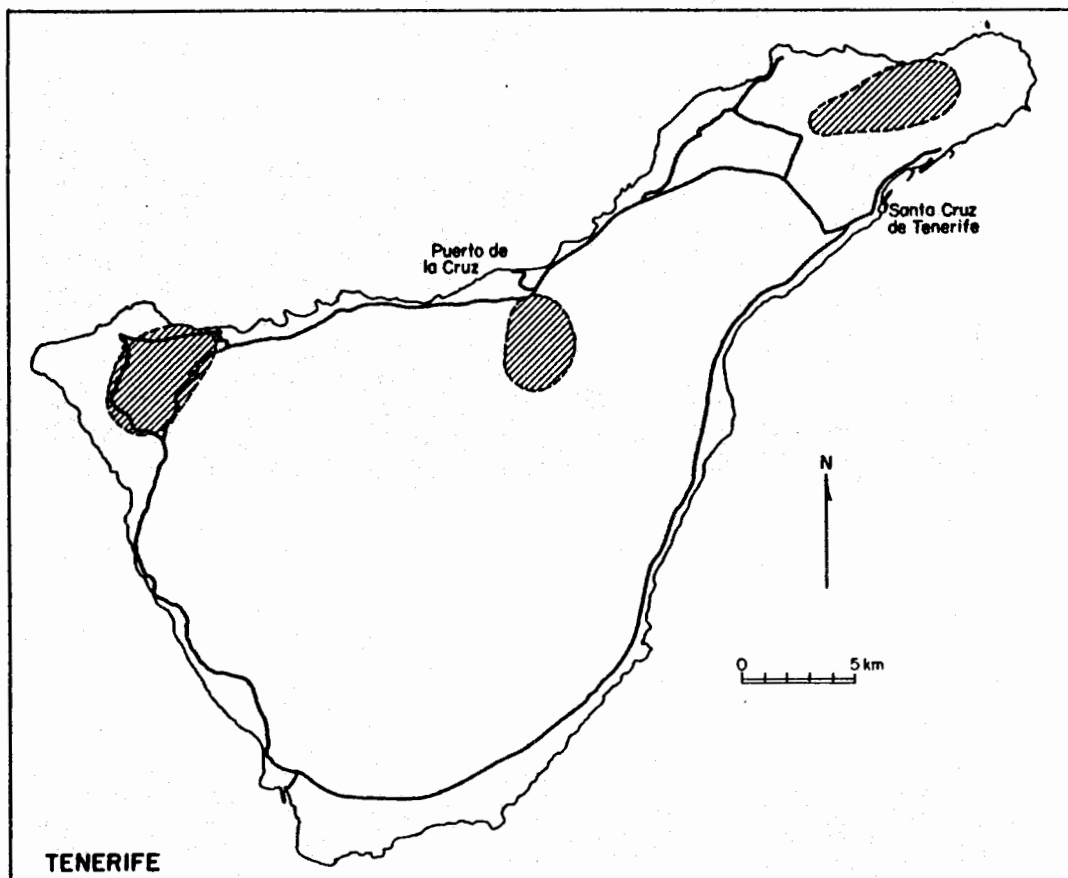 Santa Cruz
de Tenerife
Puerto de
la Cruz
N
0 5 km
TENERIFE